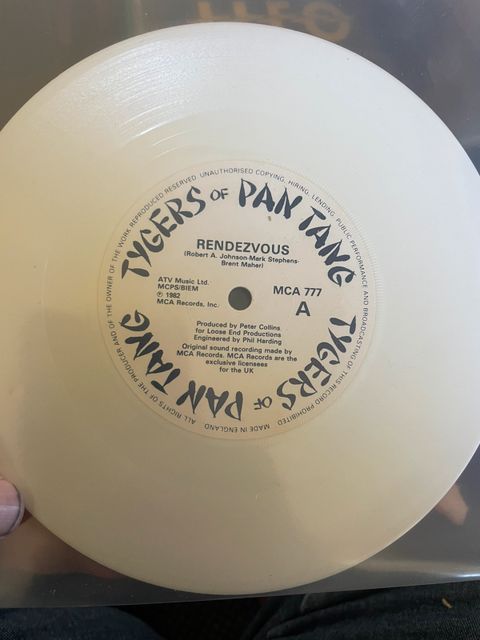 UFO
TYGERS OF PAN TANG
TYGERS OF PAN TANG
ALL RIGHTS OF THE PRODUCER AND OF THE OWNER OF THE WORK REPRODUCED RESERVED. UNAUTHORISED COPYING, HIRING, LENDING, PUBLIC PERFORMANCE AND BROADCASTING OF THIS RECORD PROHIBITED
MADE IN ENGLAND
RENDEZVOUS
(Robert A. Johnson-Mark Stephens-
Brent Maher)
ATV Music Ltd.
MCPS/BIEM
℗ 1982
MCA Records, Inc.
MCA 777
A
Produced by Peter Collins
for Loose End Productions
Engineered by Phil Harding
Original sound recording made by
MCA Records. MCA Records are the
exclusive licensees
for the UK